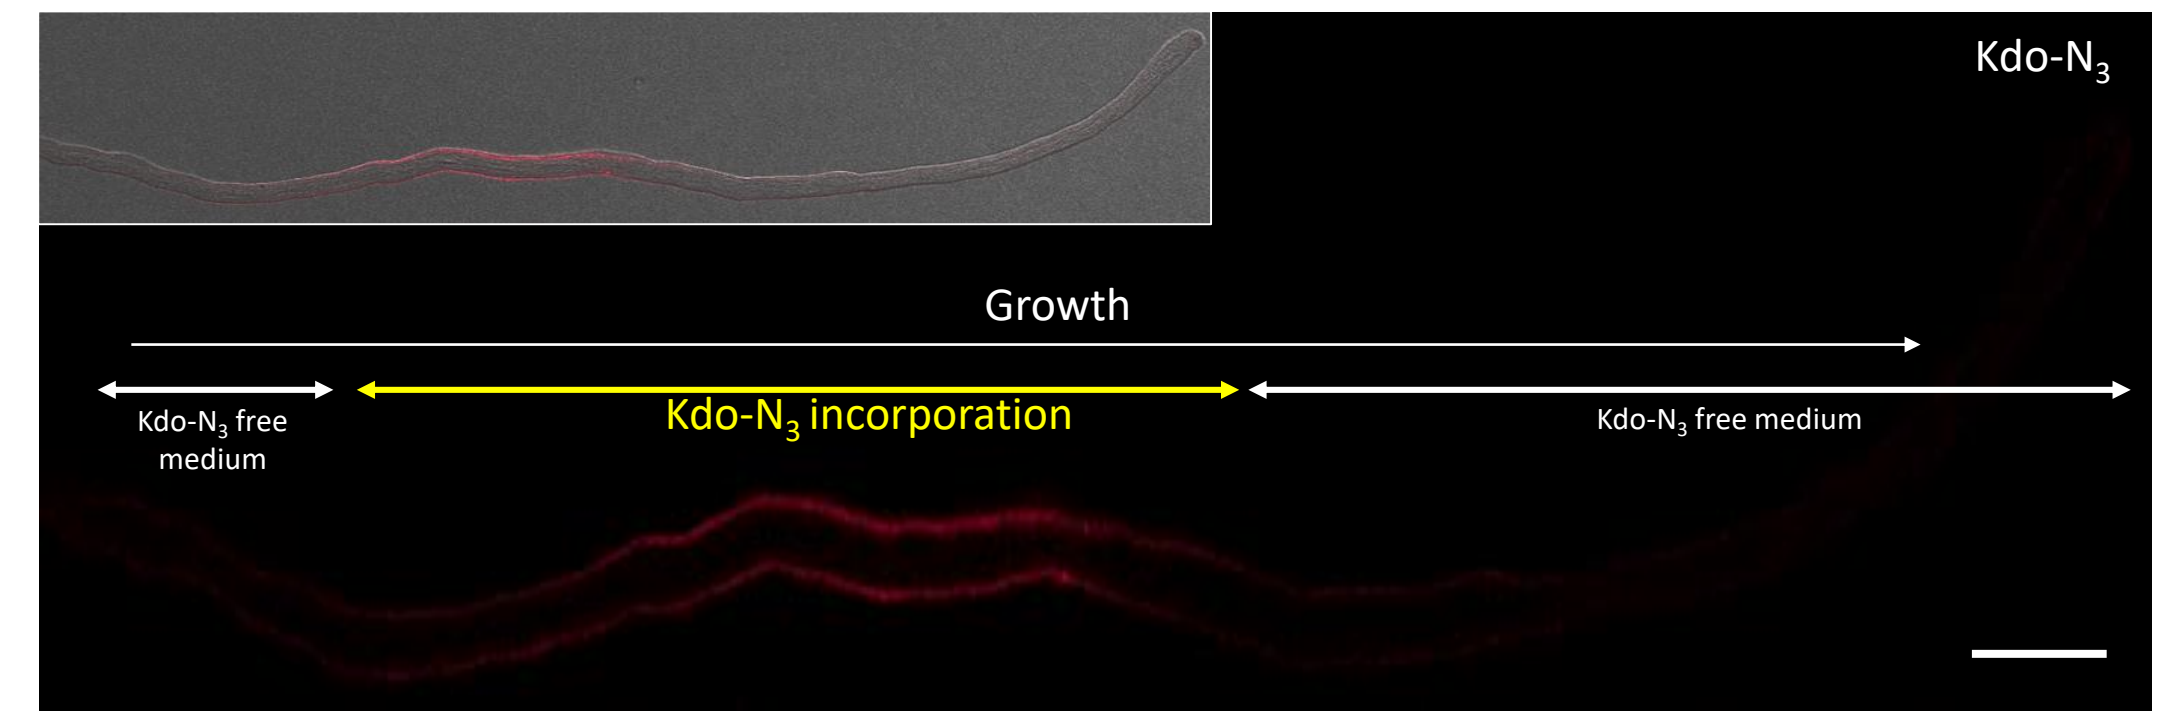 Kdo-N₃
Growth
Kdo-N₃ free
medium
Kdo-N₃ incorporation
Kdo-N₃ free medium